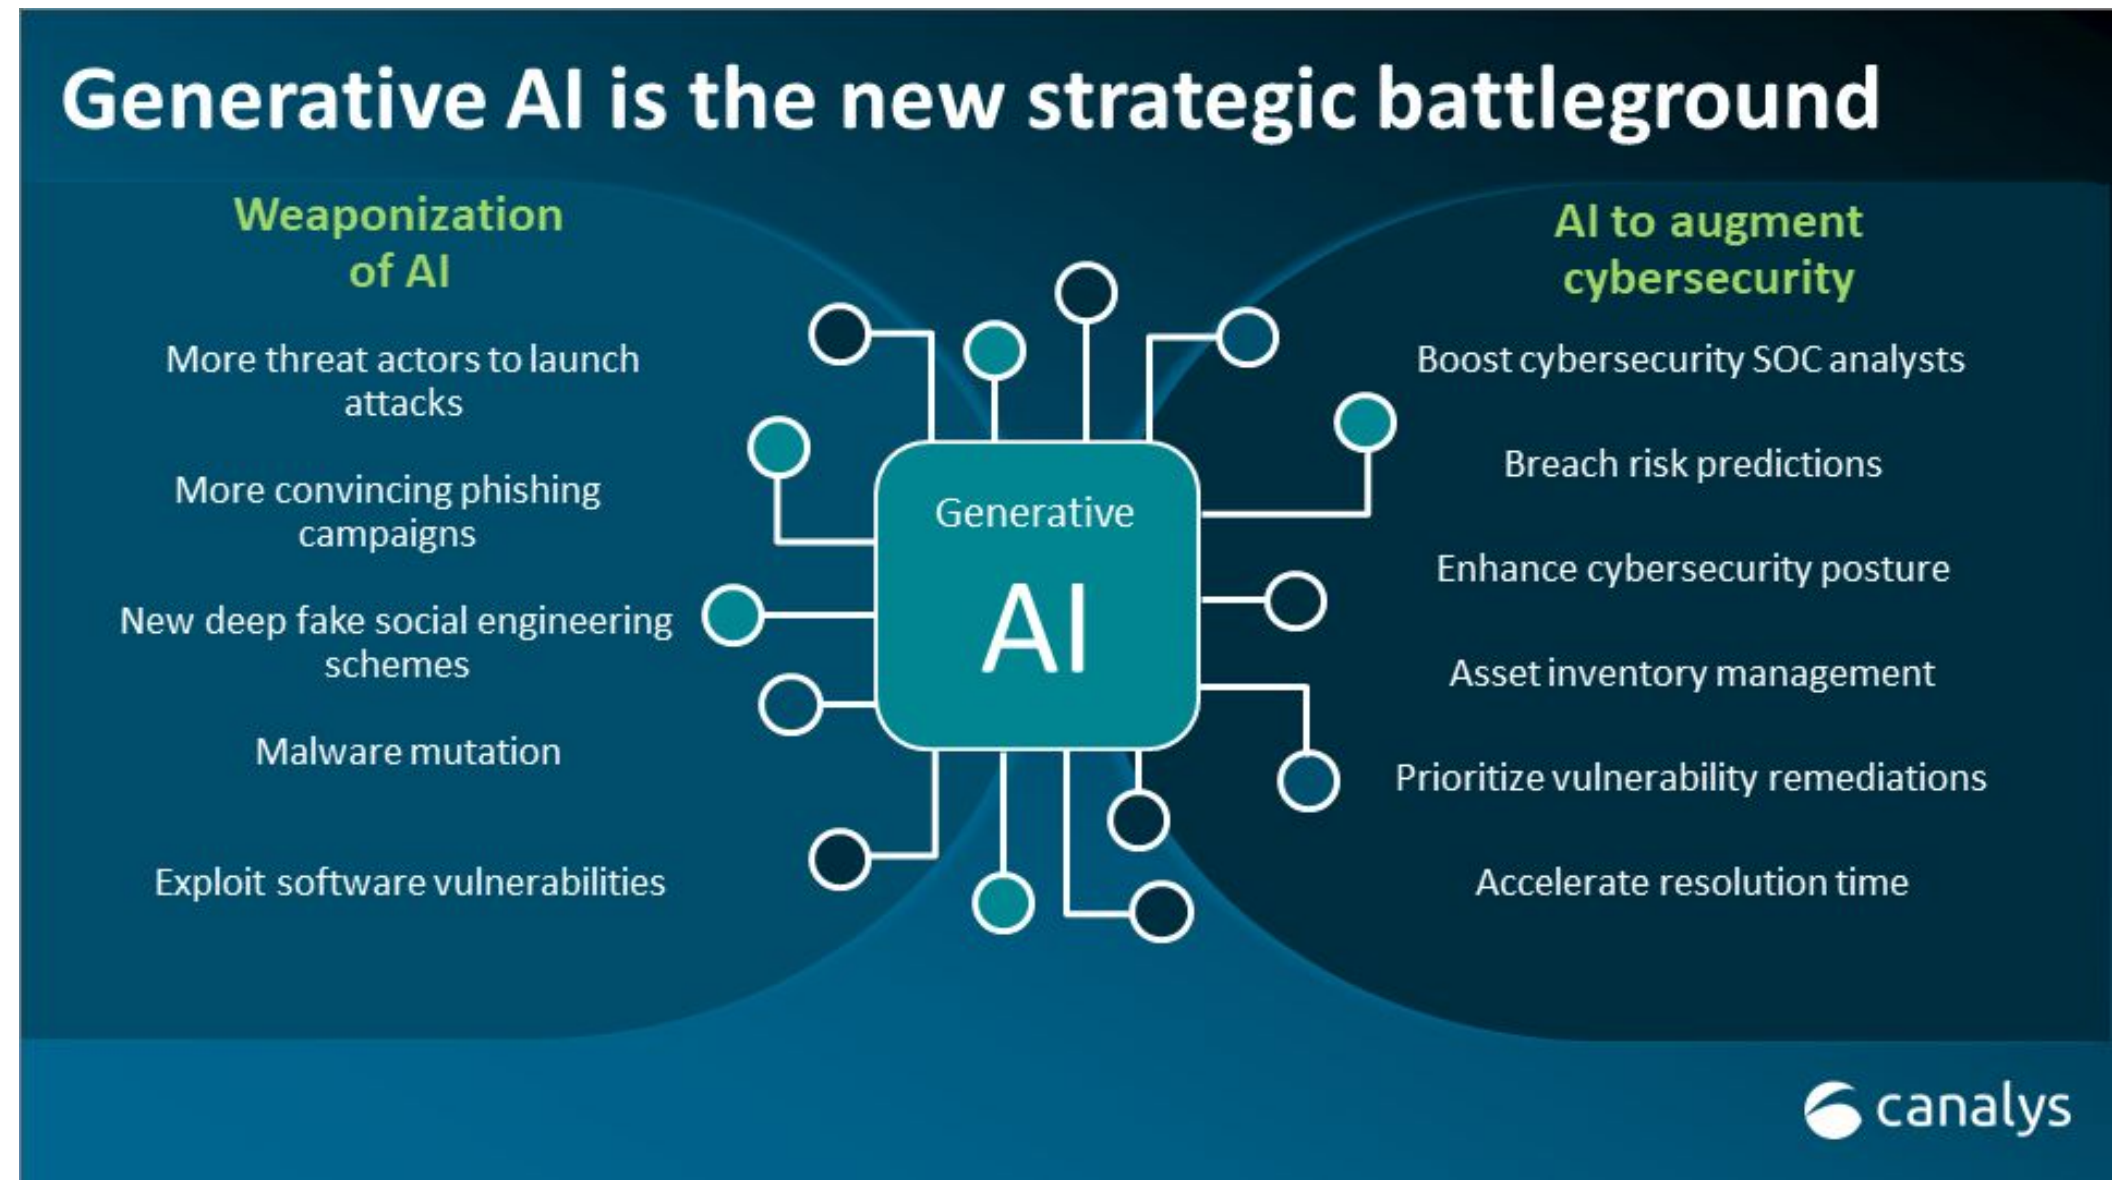 Generative AI is the new strategic battleground
Weaponization
of AI
More threat actors to launch
attacks
More convincing phishing
campaigns
New deep fake social engineering
schemes
Malware mutation
Exploit software vulnerabilities
Generative
AI
AI to augment
cybersecurity
Boost cybersecurity SOC analysts
Breach risk predictions
Enhance cybersecurity posture
Asset inventory management
Prioritize vulnerability remediations
Accelerate resolution time
canalys